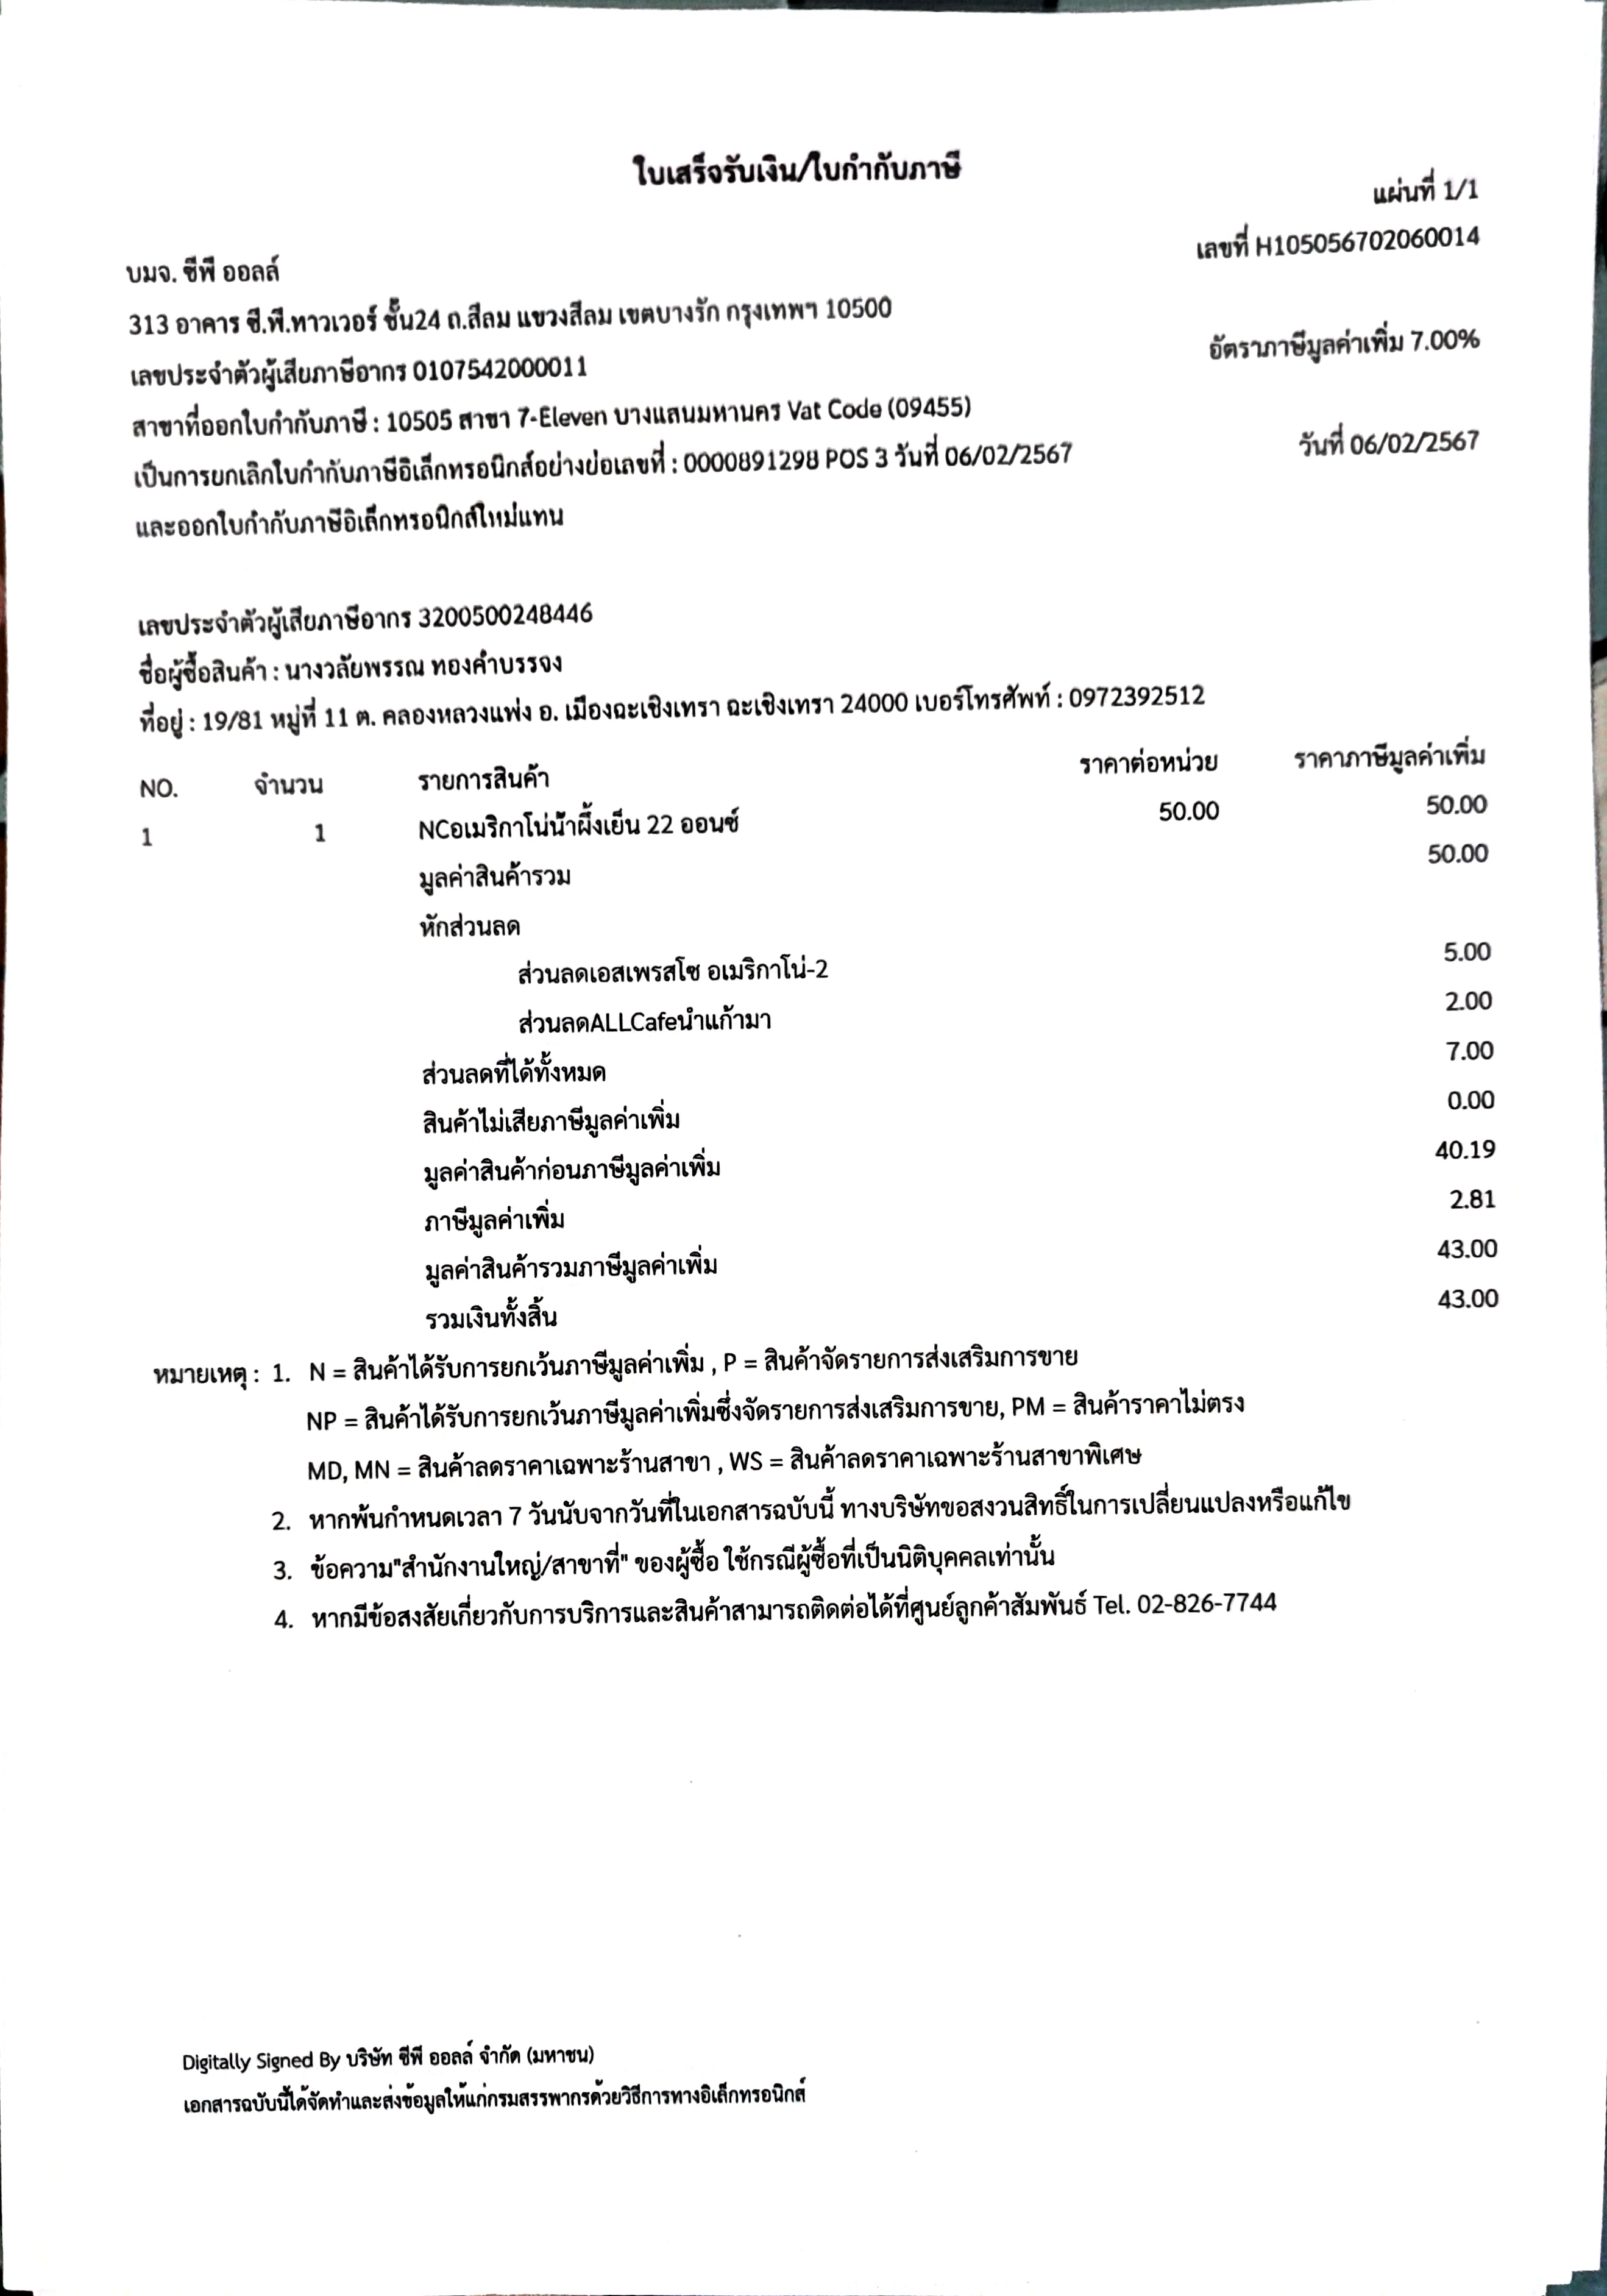 ใบเสร็จรับเงิน/ใบกำกับภาษี
แผ่นที่ 1/1
เลขที่ H105056702060014
บมจ. ซีพี ออลล์
313 อาคาร ซี.พี.ทาวเวอร์ ชั้น24 ถ.สีลม แขวงสีลม เขตบางรัก กรุงเทพฯ 10500
อัตราภาษีมูลค่าเพิ่ม 7.00%
เลขประจำตัวผู้เสียภาษีอากร 0107542000011
สาขาที่ออกใบกำกับภาษี : 10505 สาขา 7-Eleven บางแสนมหานคร Vat Code (09455)
เป็นการยกเลิกใบกำกับภาษีอิเล็กทรอนิกส์อย่างย่อเลขที่ : 0000891298 POS 3 วันที่ 06/02/2567 วันที่ 06/02/2567
และออกใบกำกับภาษีอิเล็กทรอนิกส์ใหม่แทน
เลขประจำตัวผู้เสียภาษีอากร 3200500248446
ชื่อผู้ซื้อสินค้า : นางวลัยพรรณ ทองคำบรรจง
ที่อยู่ : 19/81 หมู่ที่ 11 ต. คลองหลวงแพ่ง อ. เมืองฉะเชิงเทรา ฉะเชิงเทรา 24000 เบอร์โทรศัพท์ : 0972392512
NO. จำนวน รายการสินค้า ราคาต่อหน่วย ราคาภาษีมูลค่าเพิ่ม
1 1 NCอเมริกาโน่น้ำผึ้งเย็น 22 ออนซ์ 50.00 50.00
มูลค่าสินค้ารวม 50.00
หักส่วนลด
ส่วนลดเอสเพรสโซ อเมริกาโน่-2 5.00
ส่วนลดALLCafeนำแก้วมา 2.00
ส่วนลดที่ได้ทั้งหมด 7.00
สินค้าไม่เสียภาษีมูลค่าเพิ่ม 0.00
มูลค่าสินค้าก่อนภาษีมูลค่าเพิ่ม 40.19
ภาษีมูลค่าเพิ่ม 2.81
มูลค่าสินค้ารวมภาษีมูลค่าเพิ่ม 43.00
รวมเงินทั้งสิ้น 43.00
หมายเหตุ : 1. N = สินค้าได้รับการยกเว้นภาษีมูลค่าเพิ่ม , P = สินค้าจัดรายการส่งเสริมการขาย
NP = สินค้าได้รับการยกเว้นภาษีมูลค่าเพิ่มซึ่งจัดรายการส่งเสริมการขาย, PM = สินค้าราคาไม่ตรง
MD, MN = สินค้าลดราคาเฉพาะร้านสาขา , WS = สินค้าลดราคาเฉพาะร้านสาขาพิเศษ
2. หากพ้นกำหนดเวลา 7 วันนับจากวันที่ในเอกสารฉบับนี้ ทางบริษัทขอสงวนสิทธิ์ในการเปลี่ยนแปลงหรือแก้ไข
3. ข้อความ"สำนักงานใหญ่/สาขาที่" ของผู้ซื้อ ใช้กรณีผู้ซื้อที่เป็นนิติบุคคลเท่านั้น
4. หากมีข้อสงสัยเกี่ยวกับการบริการและสินค้าสามารถติดต่อได้ที่ศูนย์ลูกค้าสัมพันธ์ Tel. 02-826-7744
Digitally Signed By บริษัท ซีพี ออลล์ จำกัด (มหาชน)
เอกสารฉบับนี้ได้จัดทำและส่งข้อมูลให้แก่กรมสรรพากรด้วยวิธีการทางอิเล็กทรอนิกส์